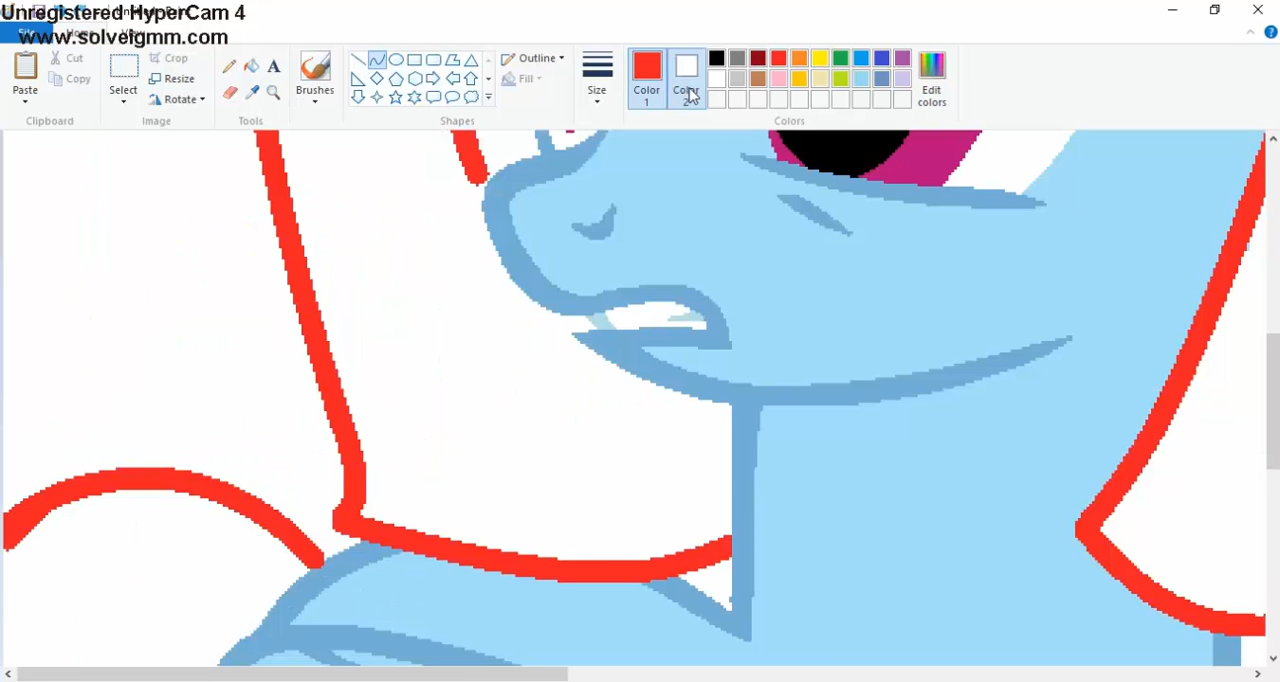 Unregistered HyperCam 4
www.solveigmm.com
Paste
Cut
Copy
Clipboard
Select
Crop
Resize
Rotate
Image
Tools
Brushes
Shapes
Outline
Fill
Size
Color 1
Color 2
Edit colors
Colors